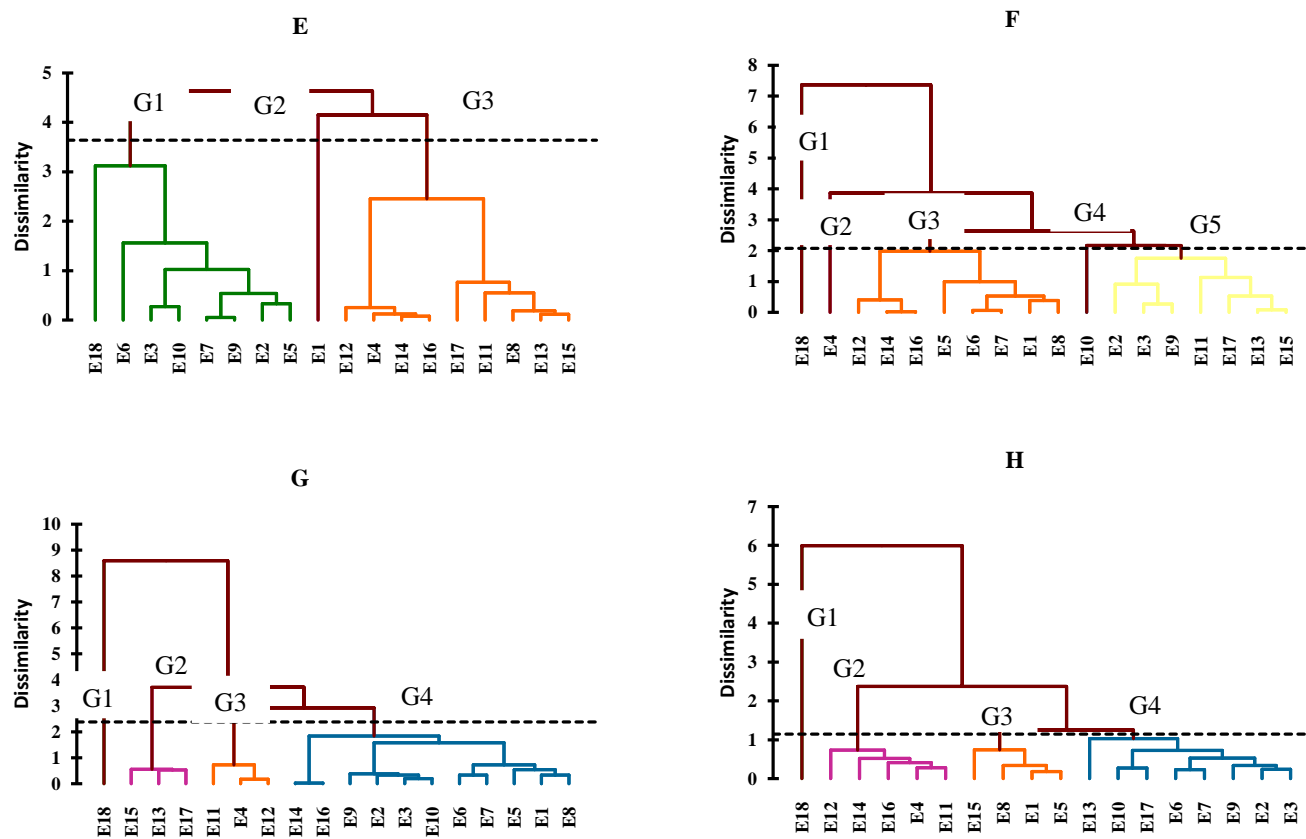 E
Dissimilarity
5
4
3
2
1
0
G1
G2
G3
E18 E6 E3 E10 E7 E9 E2 E5 E1 E12 E4 E14 E16 E17 E11 E8 E13 E15
F
Dissimilarity
8
7
6
5
4
3
2
1
0
G1
G2
G3
G4
G5
E18 E4 E12 E14 E16 E5 E6 E7 E1 E8 E10 E2 E3 E9 E11 E17 E13 E15
G
Dissimilarity
10
9
8
7
6
5
4
3
2
1
0
G1
G2
G3
G4
E18 E15 E13 E17 E11 E4 E12 E14 E16 E9 E2 E3 E10 E6 E7 E5 E1 E8
H
Dissimilarity
7
6
5
4
3
2
1
0
G1
G2
G3
G4
E18 E12 E14 E16 E4 E11 E15 E8 E1 E5 E13 E10 E17 E6 E7 E9 E2 E3